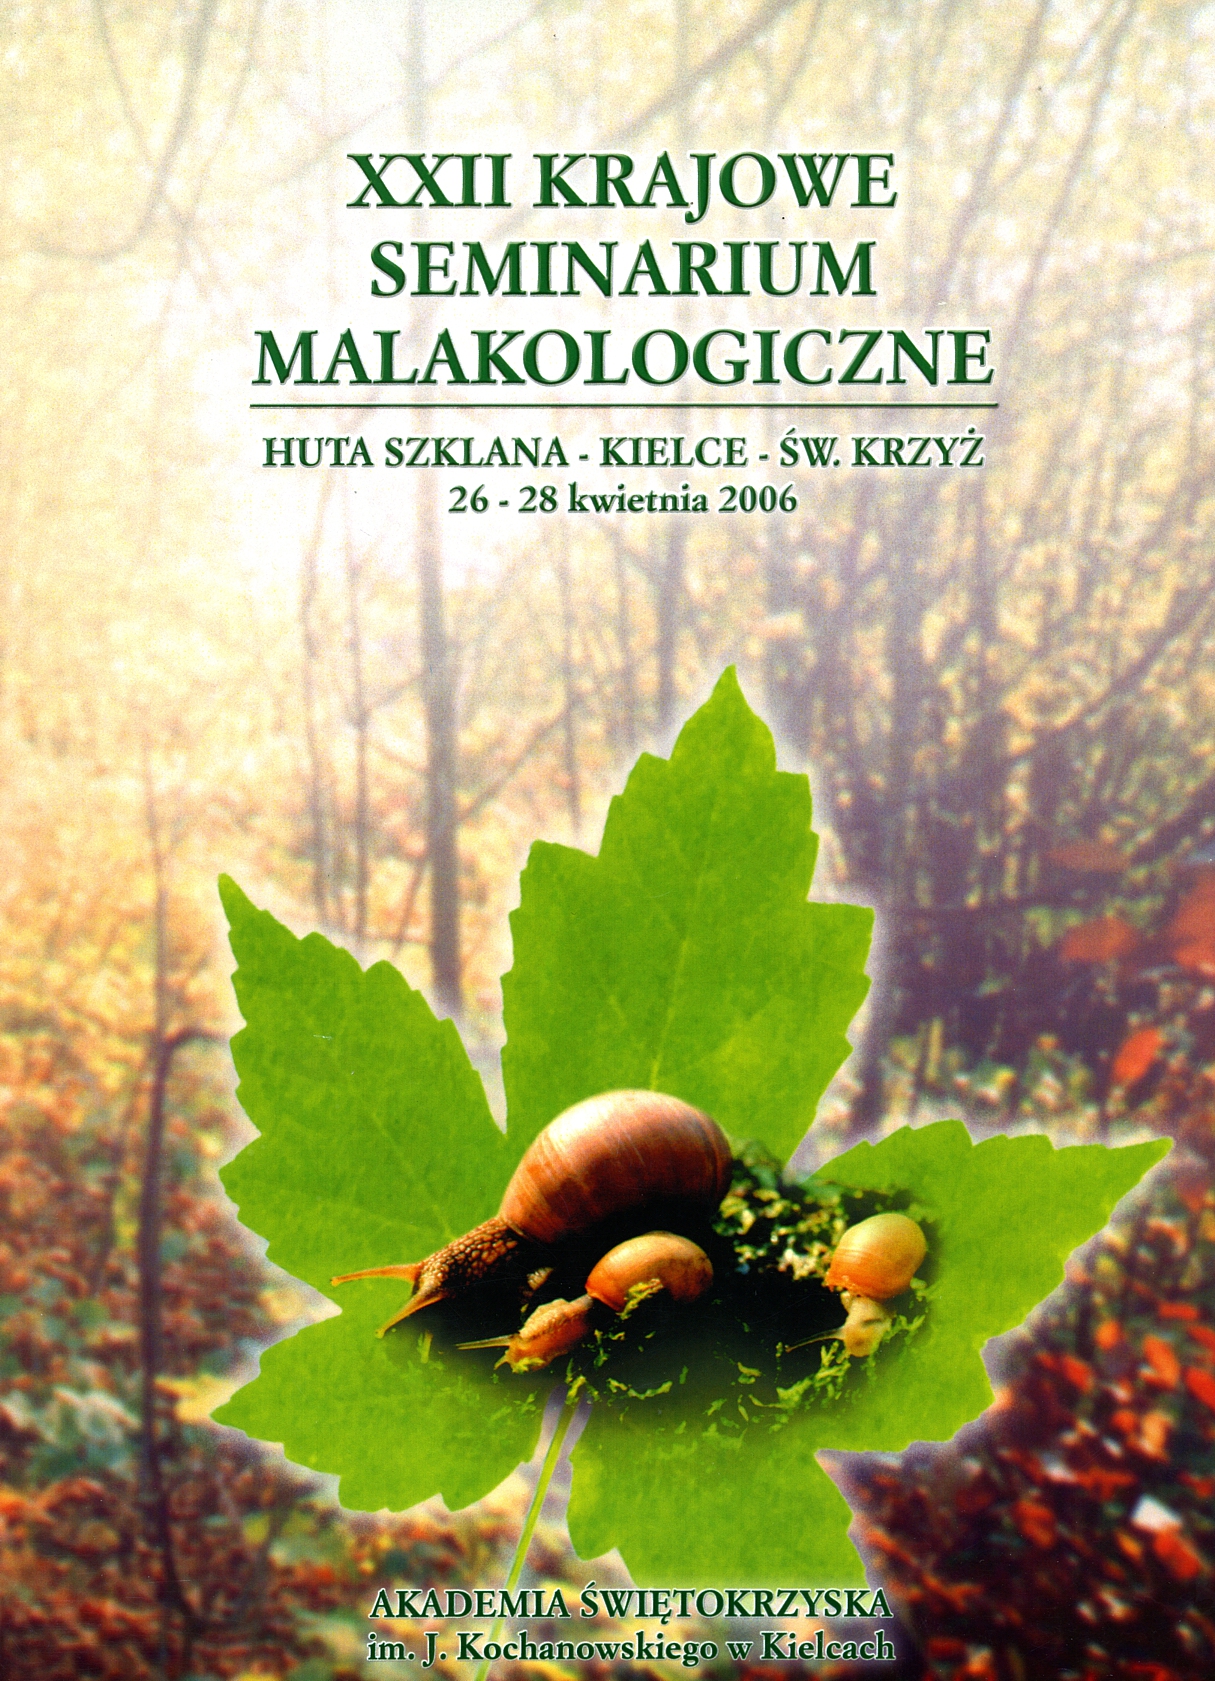 XXII KRAJOWE
SEMINARIUM
MALAKOLOGICZNE
HUTA SZKLANA - KIELCE - ŚW. KRZYŻ
26 - 28 kwietnia 2006
AKADEMIA ŚWIĘTOKRZYSKA
im. J. Kochanowskiego w Kielcach